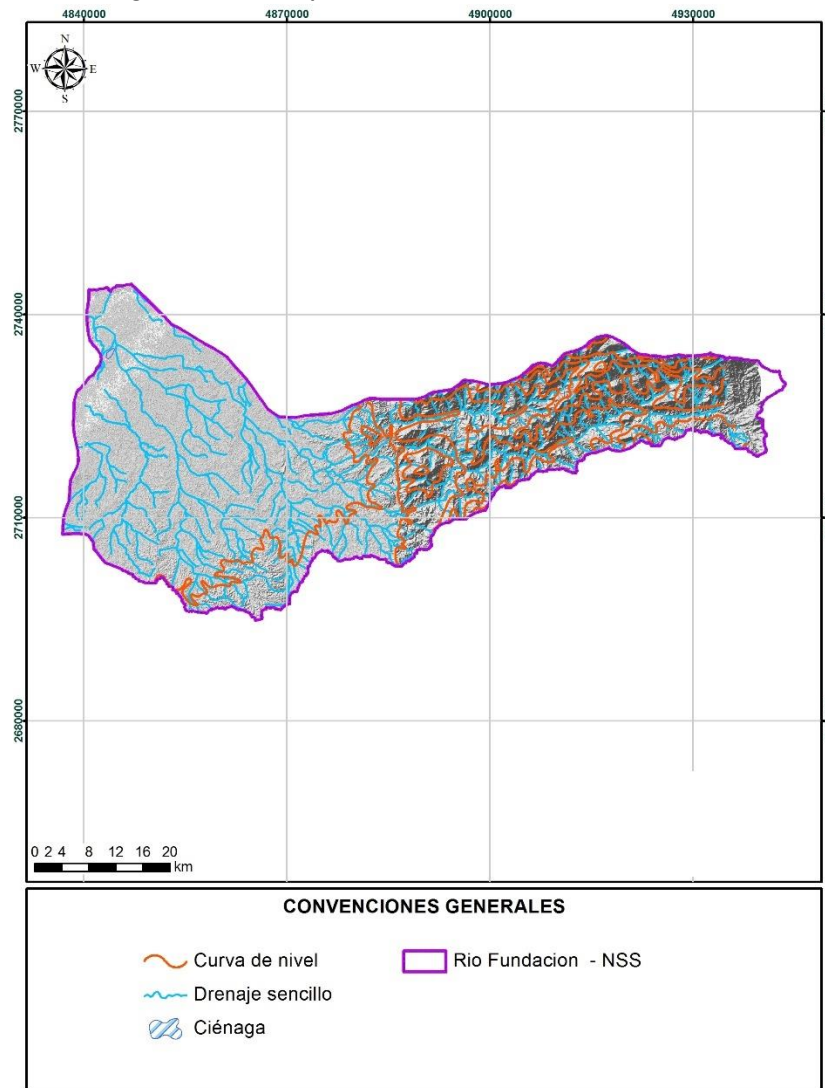 4840000 4870000 4900000 4930000
N
W E
S
2770000
2740000
2710000
2680000
0 2 4 8 12 16 20
km
CONVENCIONES GENERALES
Curva de nivel
Rio Fundacion - NSS
Drenaje sencillo
Ciénaga